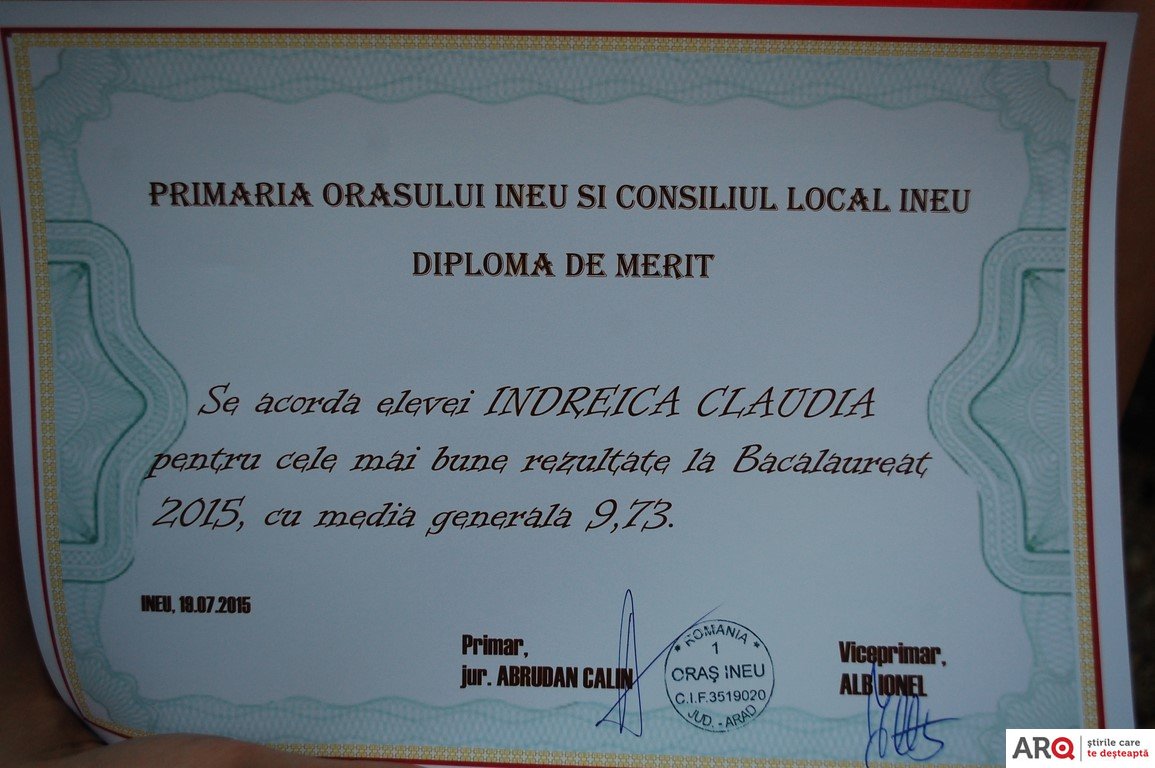 PRIMARIA ORASULUI INEU SI CONSILIUL LOCAL INEU
DIPLOMA DE MERIT
Se acorda elevei INDREICA CLAUDIA
pentru cele mai bune rezultate la Bacalaureat
2015, cu media generala 9,73.
INEU, 19.07.2015
Primar,
jur. ABRUDAN CALIN
* ROMANIA *
1
ORAŞ INEU
C.I.F.3519020
JUD. - ARAD
Viceprimar,
ALB IONEL
ARQ
știrile care
te deșteaptă